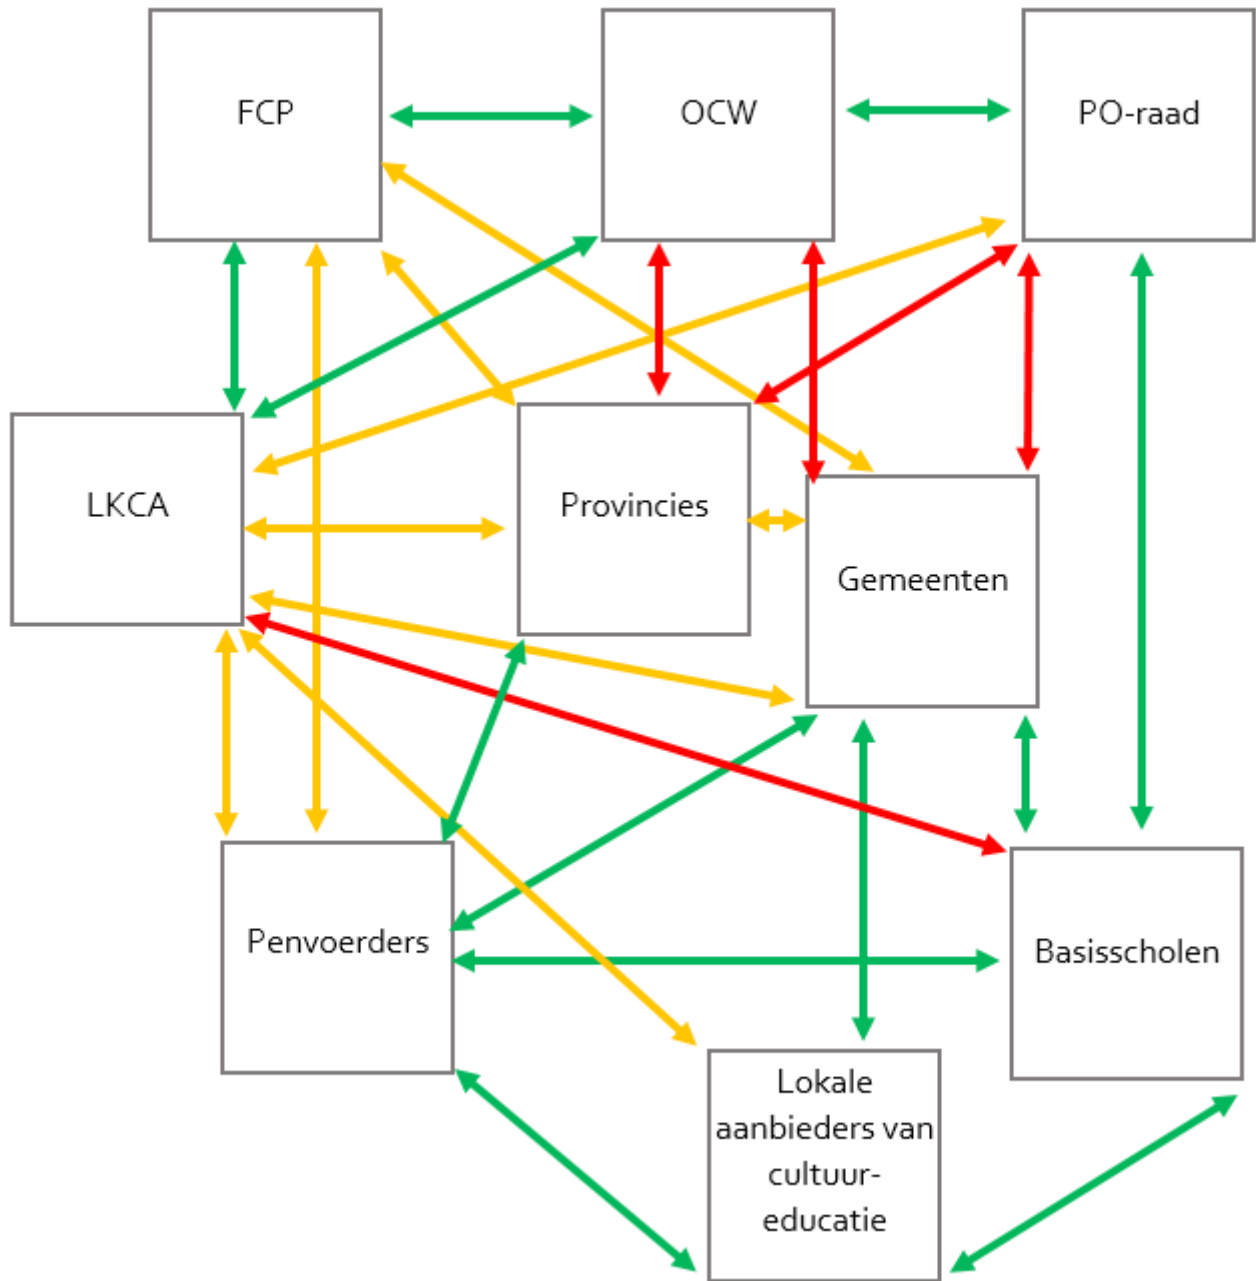 FCP
OCW
PO-raad
LKCA
Provincies
Gemeenten
Penvoerders
Basisscholen
Lokale
aanbieders van
cultuur-
educatie